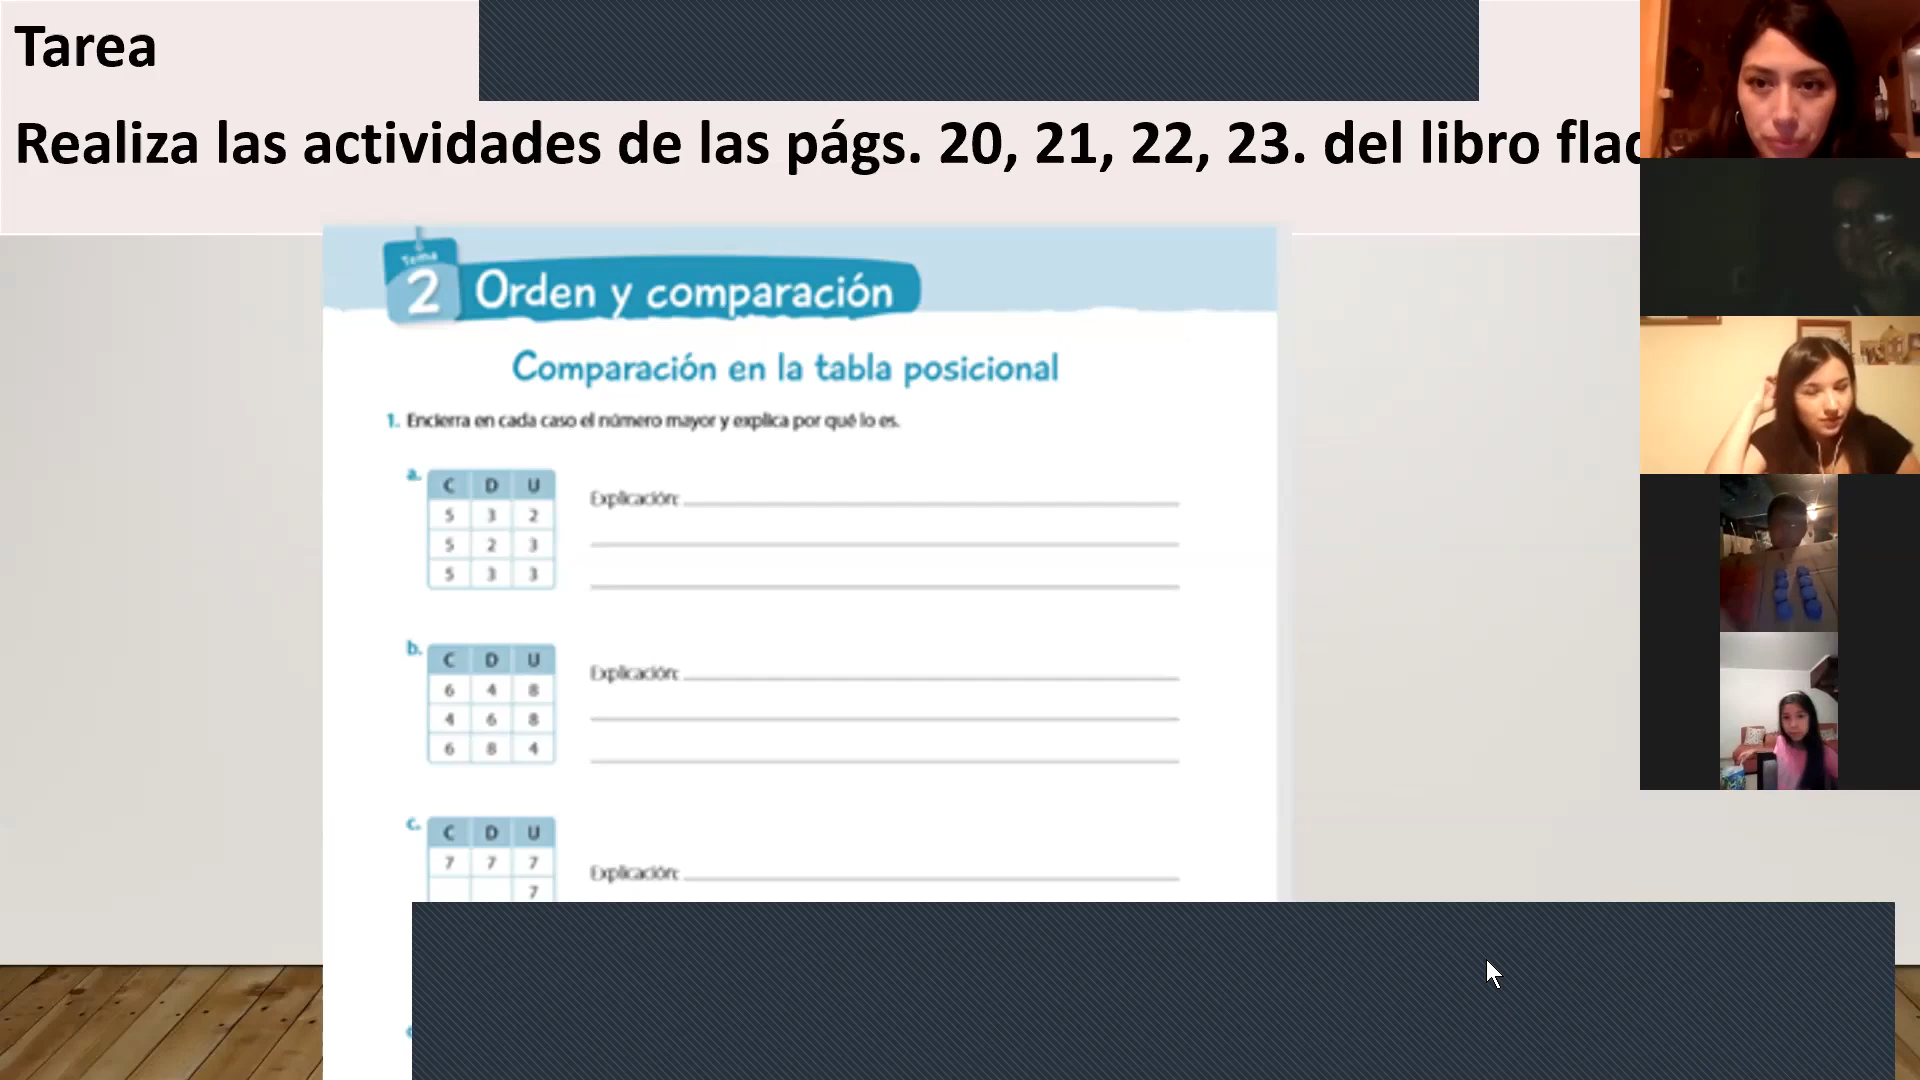 Tarea
Realiza las actividades de las págs. 20, 21, 22, 23. del libro flac
Tema
2 Orden y comparación
Comparación en la tabla posicional
1. Encierra en cada caso el número mayor y explica por qué lo es.
a.
C D U
5 3 2
5 2 3
5 3 3
Explicación:
b.
C D U
6 4 8
4 6 8
6 8 4
Explicación:
c.
C D U
7 7 7
7
Explicación: